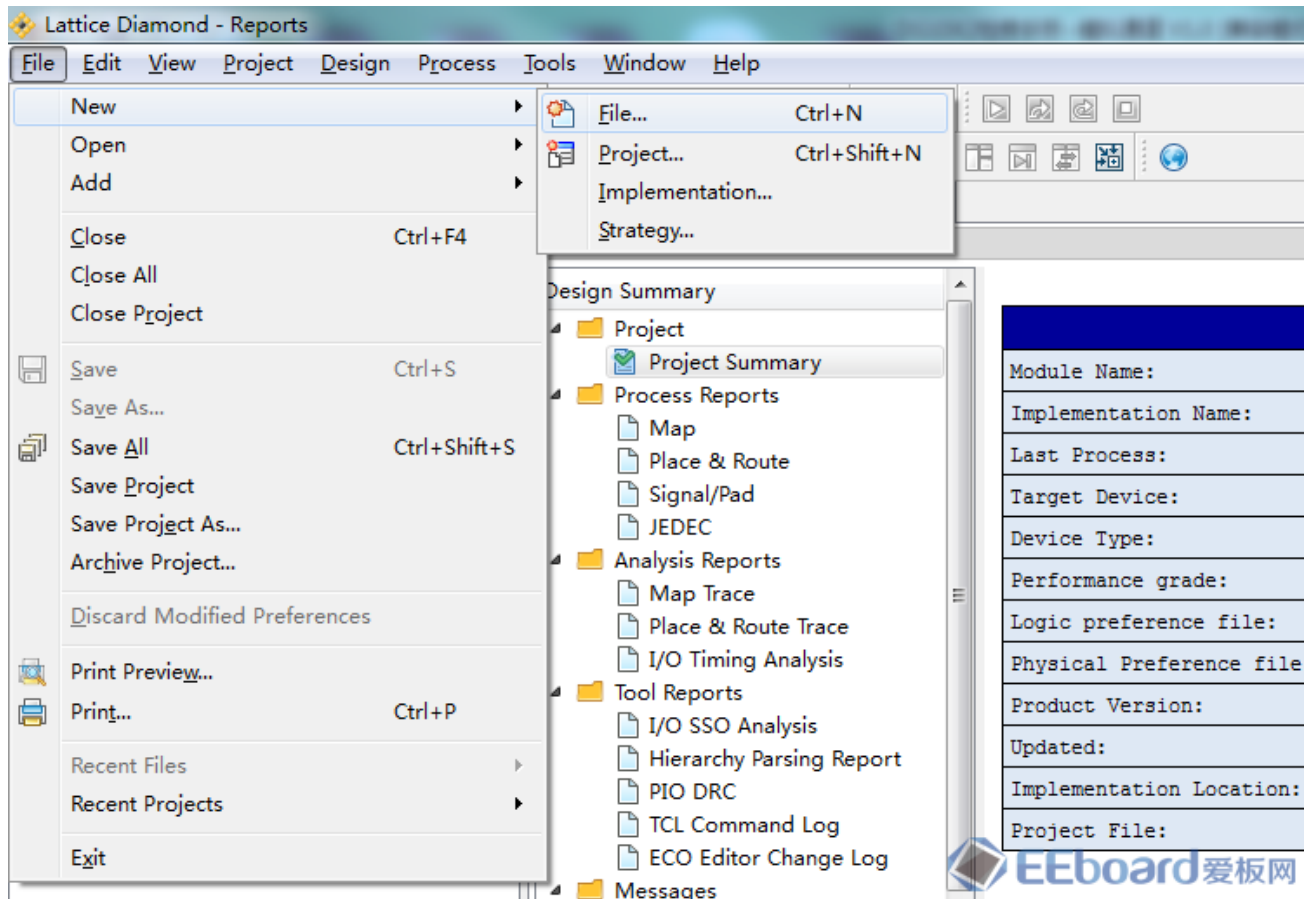 Lattice Diamond - Reports
File Edit View Project Design Process Tools Window Help
New
Open
Add
Close Ctrl+F4
Close All
Close Project
Save Ctrl+S
Save As...
Save All Ctrl+Shift+S
Save Project
Save Project As...
Archive Project...
Discard Modified Preferences
Print Preview...
Print... Ctrl+P
Recent Files
Recent Projects
Exit
File... Ctrl+N
Project... Ctrl+Shift+N
Implementation...
Strategy...
Design Summary
Project
Project Summary
Process Reports
Map
Place & Route
Signal/Pad
JEDEC
Analysis Reports
Map Trace
Place & Route Trace
I/O Timing Analysis
Tool Reports
I/O SSO Analysis
Hierarchy Parsing Report
PIO DRC
TCL Command Log
ECO Editor Change Log
Messages
Module Name:
Implementation Name:
Last Process:
Target Device:
Device Type:
Performance grade:
Logic preference file:
Physical Preference file
Product Version:
Updated:
Implementation Location:
Project File:
EEboard爱板网